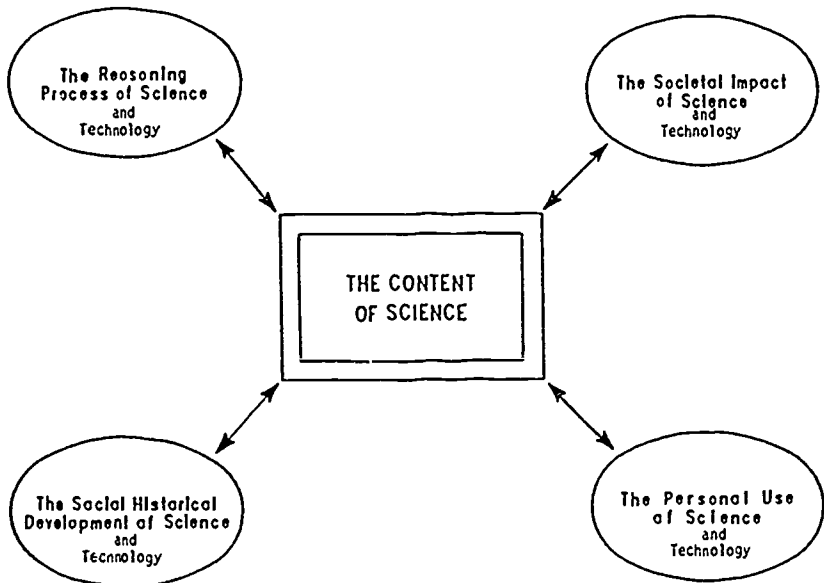 The Reasoning
Process of Science
and
Technology
The Societal Impact
of Science
and
Technology
THE CONTENT
OF SCIENCE
The Social Historical
Development of Science
and
Technology
The Personal Use
of Science
and
Technology